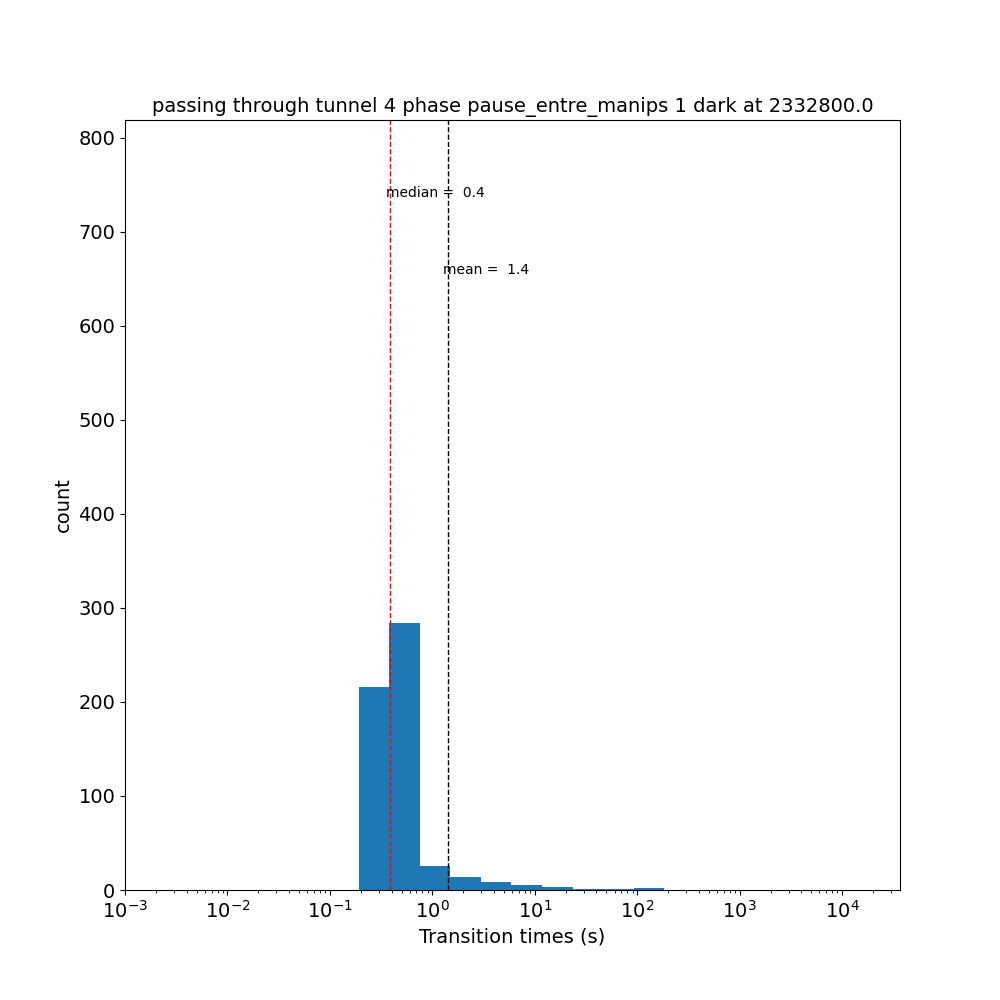 passing through tunnel 4 phase pause_entre_manips 1 dark at 2332800.0
800
median =  0.4
700
mean =  1.4
600
500
count
400
300
200
100
0
10⁻³ 10⁻² 10⁻¹ 10⁰ 10¹ 10² 10³ 10⁴
Transition times (s)